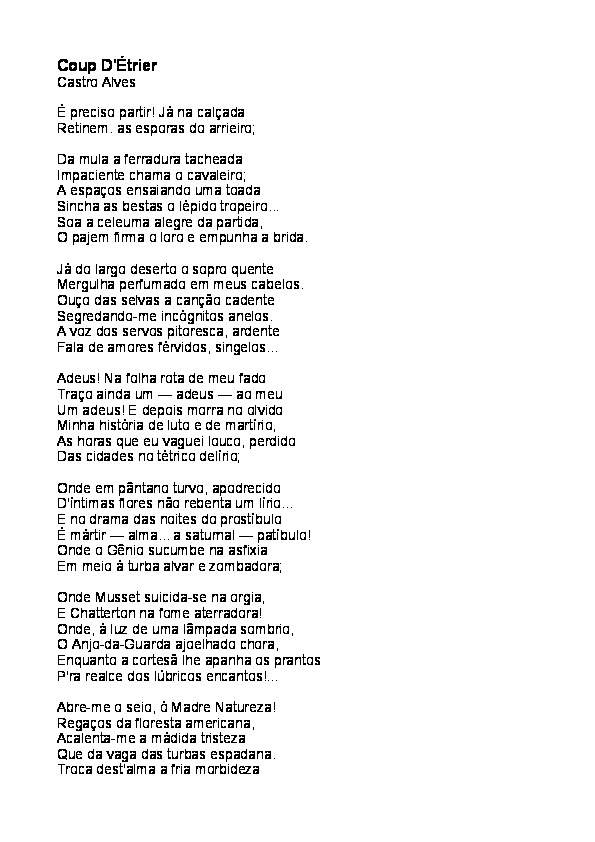 Coup D'Étrier
Castro Alves
É preciso partir! Já na calçada
Retinem. as esporas do arrieiro;
Da mula a ferradura tacheada
Impaciente chama o cavaleiro;
A espaços ensaiando uma toada
Sincha as bestas o lépido tropeiro...
Soa a celeuma alegre da partida,
O pajem firma o loro e empunha a brida.
Já do largo deserto o sopro quente
Mergulha perfumado em meus cabelos.
Ouço das selvas a canção cadente
Segredando-me incógnitos anelos.
A voz dos servos pitoresca, ardente
Fala de amores férvidos, singelos...
Adeus! Na folha rota de meu fado
Traço ainda um — adeus — ao meu
Um adeus! E depois morra no olvido
Minha história de luto e de martírio,
As horas que eu vaguei louco, perdido
Das cidades no tétrico delírio;
Onde em pântano turvo, apodrecido
D'íntimas flores não rebenta um lírio...
E no drama das noites do prostíbulo
É mártir — alma... a saturnal — patíbulo!
Onde o Gênio sucumbe na asfixia
Em meio à turba alvar e zombadora;
Onde Musset suicida-se na orgia,
E Chatterton na fome aterradora!
Onde, à luz de uma lâmpada sombria,
O Anjo-da-Guarda ajoelhado chora,
Enquanto a cortesã lhe apanha os prantos
P'ra realce dos lúbricos encantos!...
Abre-me o seio, ó Madre Natureza!
Regaços da floresta americana,
Acalenta-me a mádida tristeza
Que da vaga das turbas espadana.
Troca dest'alma a fria morbideza